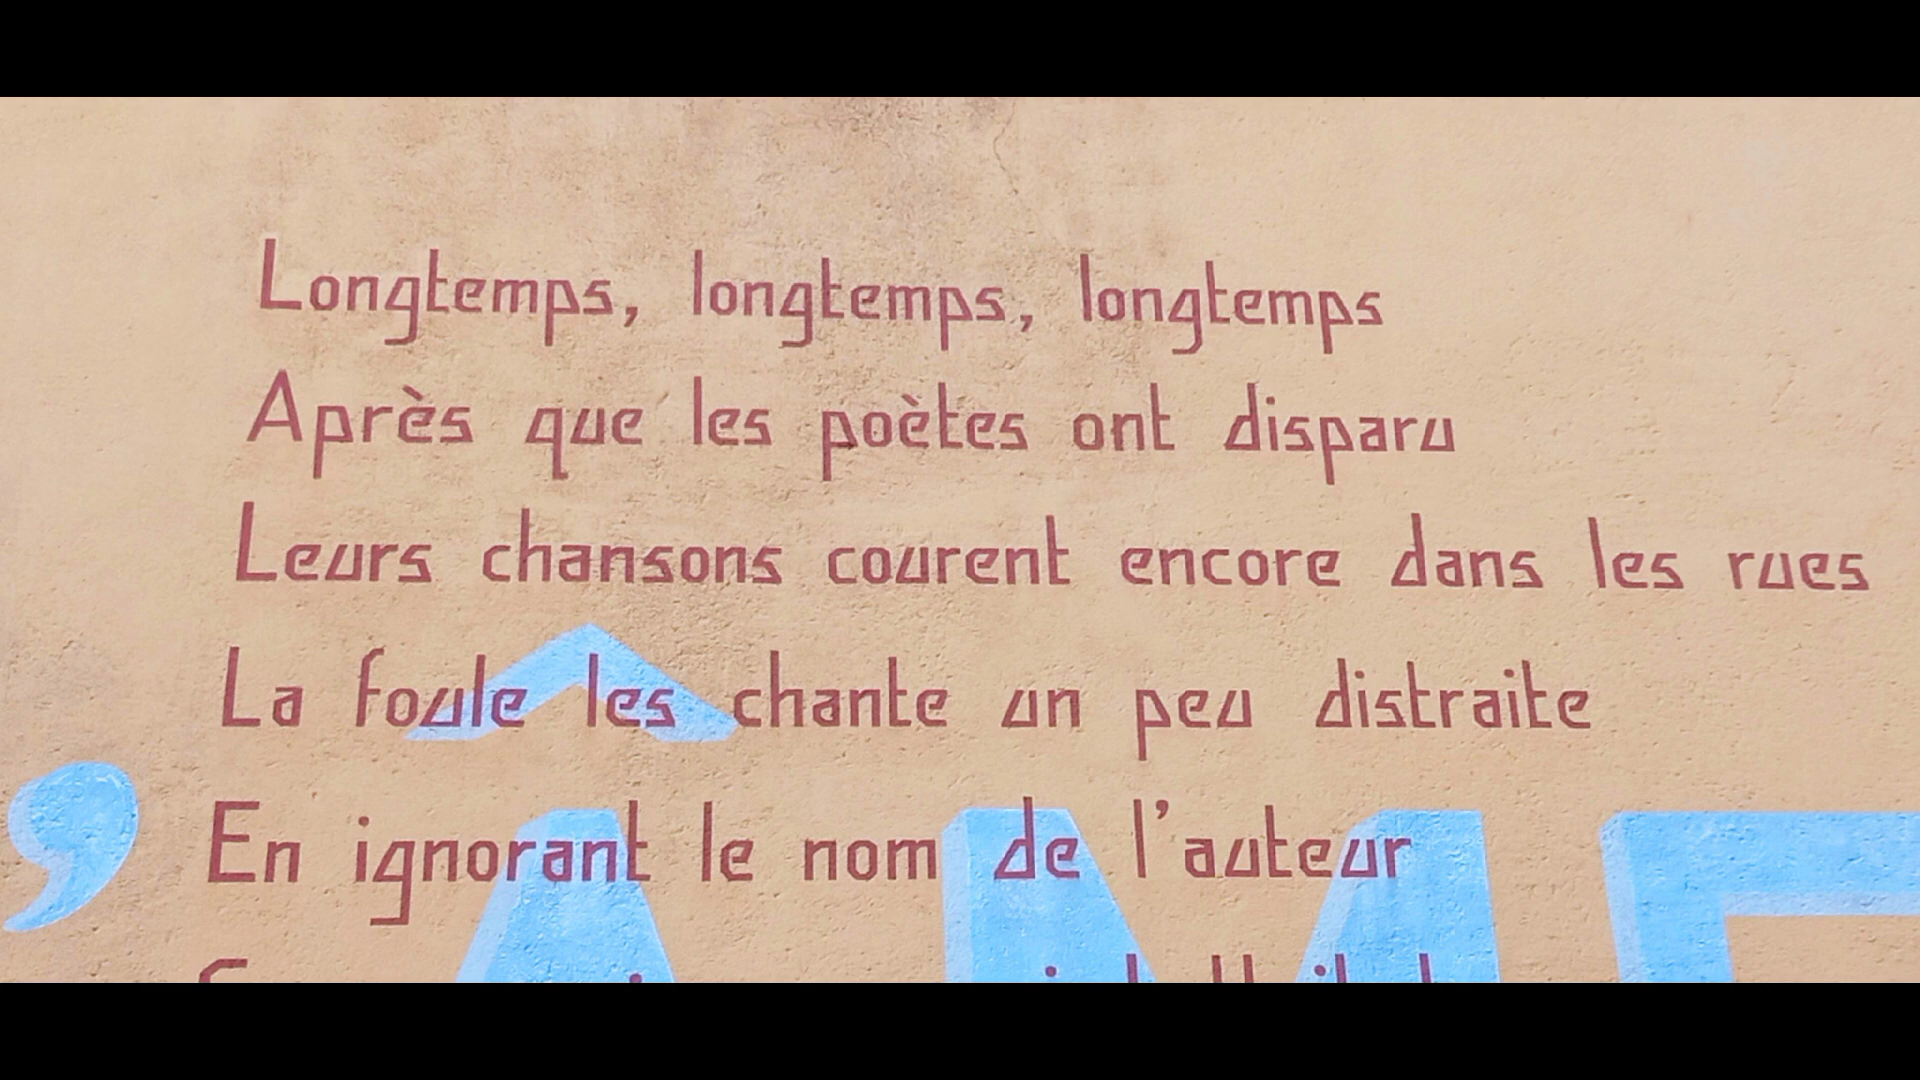 Longtemps, longtemps, longtemps
Après que les poètes ont disparu
Leurs chansons courent encore dans les rues
La foule les chante un peu distraite
En ignorant le nom de l'auteur
’ÂME